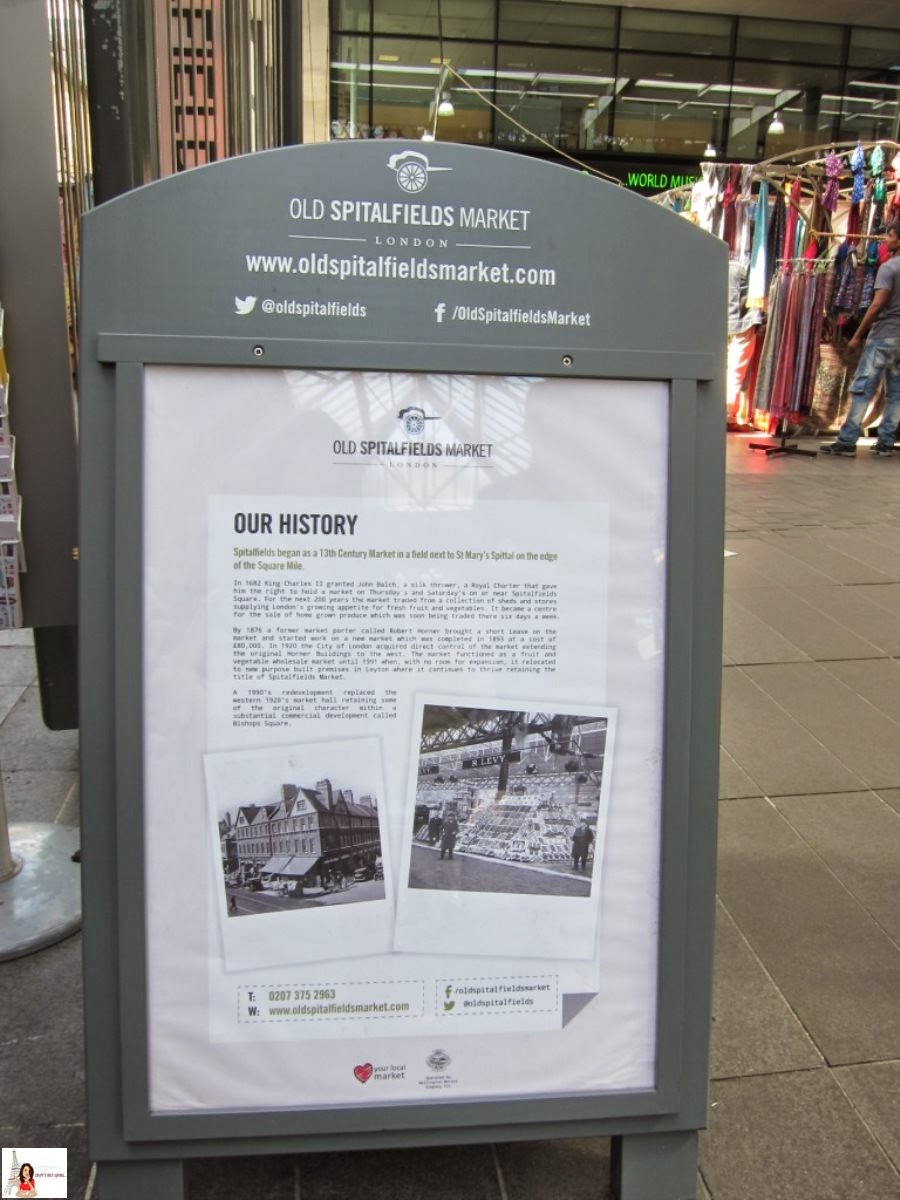 ...WORLD MUS
OLD SPITALFIELDS MARKET
LONDON
www.oldspitalfieldsmarket.com
@oldspitalfields
f /OldSpitalfieldsMarket
OLD SPITALFIELDS MARKET
LONDON
OUR HISTORY
Spitalfields began as a 13th Century Market in a field next to St Mary's Spittal on the edge
of the Square Mile.
In 1682 King Charles II granted John Balch, a silk thrower, a Royal Charter that gave
him the right to hold a market on Thursday's and Saturday's on or near Spitalfields
Square. For the next 200 years the market traded from a collection of sheds and stores
supplying London's growing appetite for fresh fruit and vegetables. It became a centre
for the sale of home grown produce which was soon being traded there six days a week.
By 1876 a former market porter called Robert Horner brought a short lease on the
market and started work on a new market which was completed in 1893 at a cost of
£80,000. In 1920 the City of London acquired direct control of the market extending
the original Horner Buildings to the west. The market functioned as a fruit and
vegetable wholesale market until 1991 when, with no room for expansion, it relocated
to new purpose built premises in Leyton where it continues to thrive retaining the
title of Spitalfields Market.
A 1990's redevelopment replaced the
western 1920's market hall retaining some
of the original character within a
substantial commercial development called
Bishops Square.
R LEVY
T: 0207 375 2963
W: www.oldspitalfieldsmarket.com
f /oldspitalfieldsmarket
@oldspitalfields
your local
market
Operated by